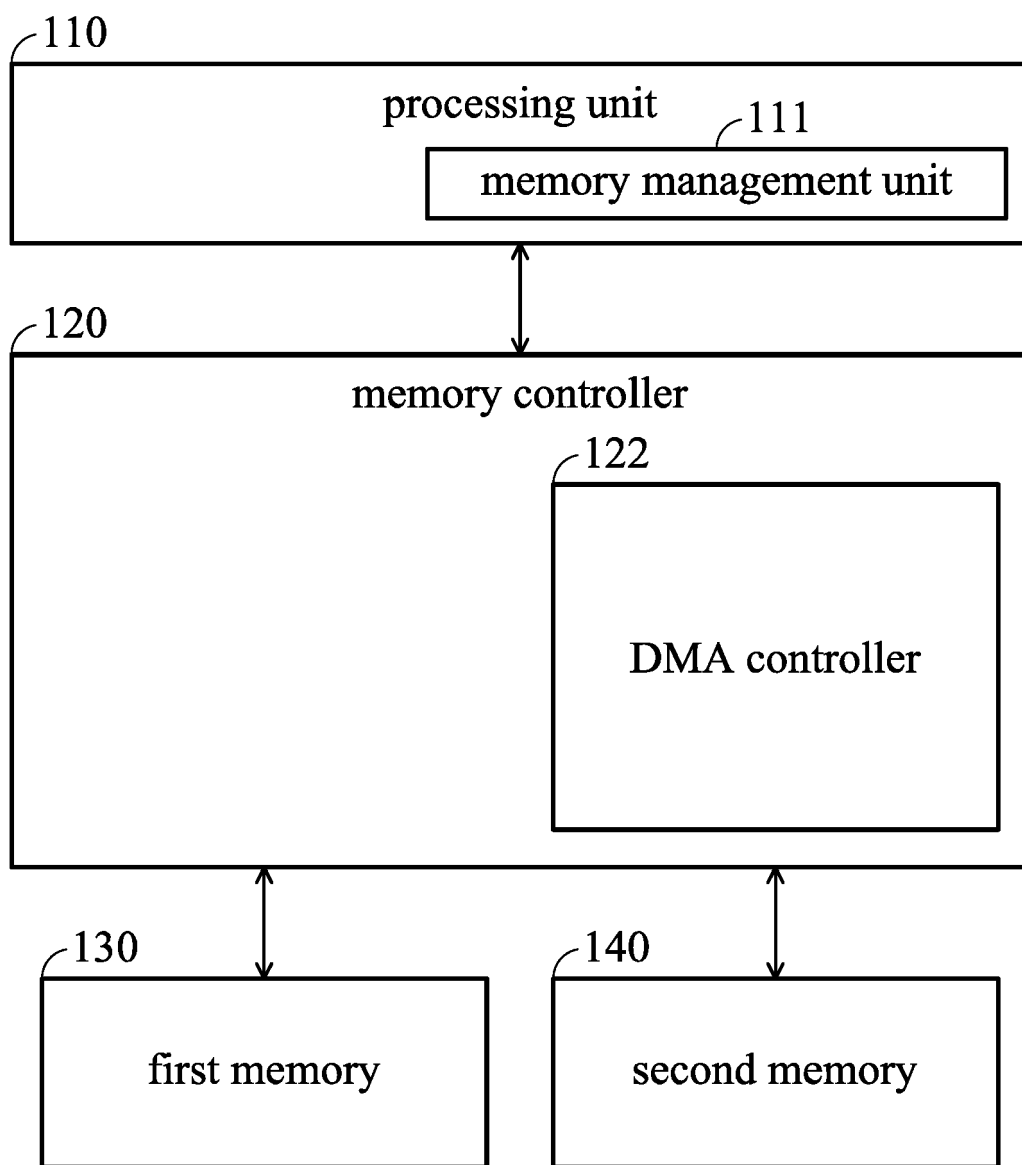 110
processing unit
111
memory management unit
120
memory controller
122
DMA controller
130
first memory
140
second memory